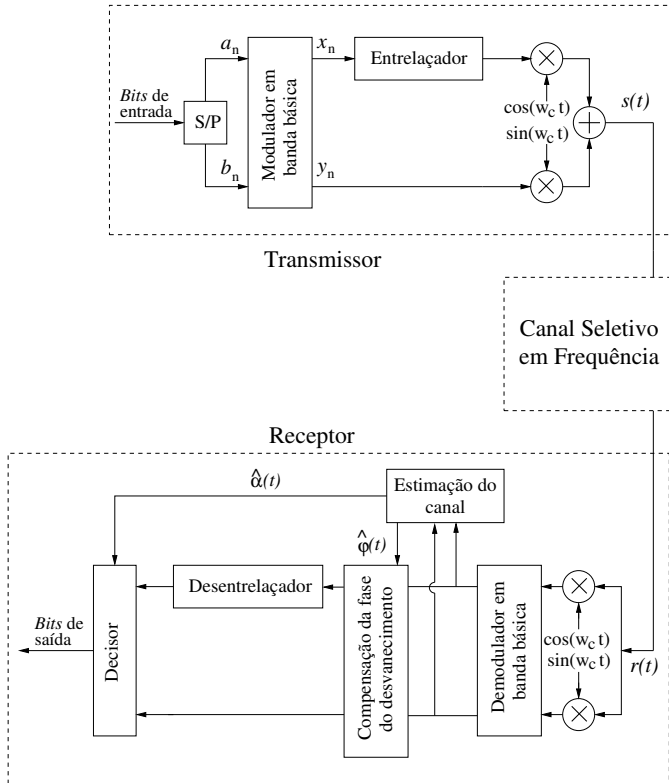 Bits de
entrada
S/P
a_n
b_n
Modulador em
banda básica
x_n
y_n
Entrelaçador
×
cos(w_c t)
sin(w_c t)
×
+
s(t)
Transmissor
Canal Seletivo
em Frequência
Receptor
α̂(t)
Estimação do
canal
φ̂(t)
Desentrelaçador
Bits de
saída
Decisor
Compensação da fase
do desvanecimento
Demodulador em
banda básica
×
cos(w_c t)
sin(w_c t)
×
r(t)